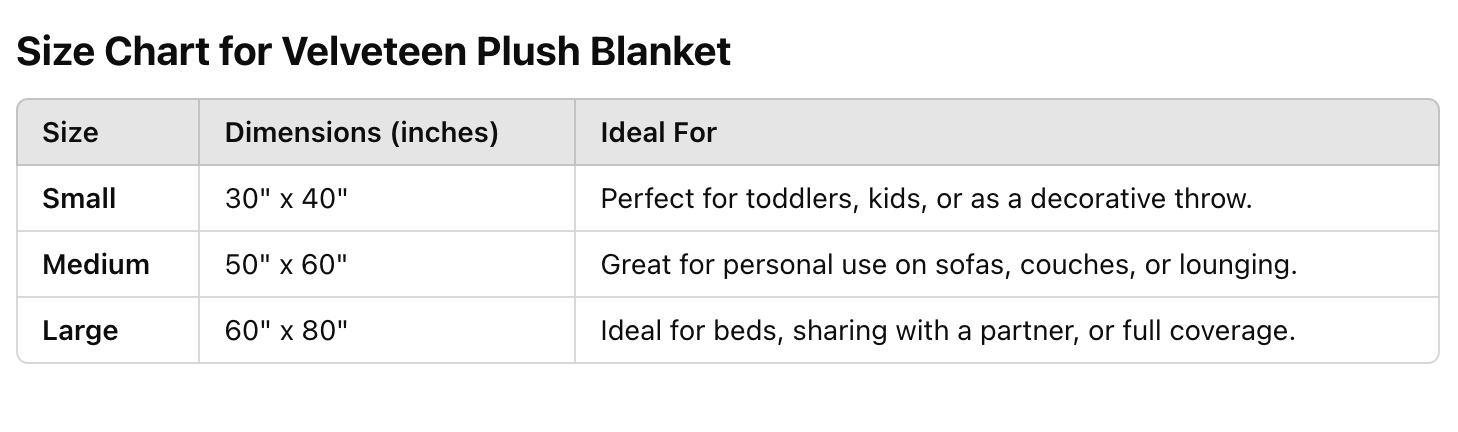 Size Chart for Velveteen Plush Blanket
Size Dimensions (inches) Ideal For
Small 30" x 40" Perfect for toddlers, kids, or as a decorative throw.
Medium 50" x 60" Great for personal use on sofas, couches, or lounging.
Large 60" x 80" Ideal for beds, sharing with a partner, or full coverage.